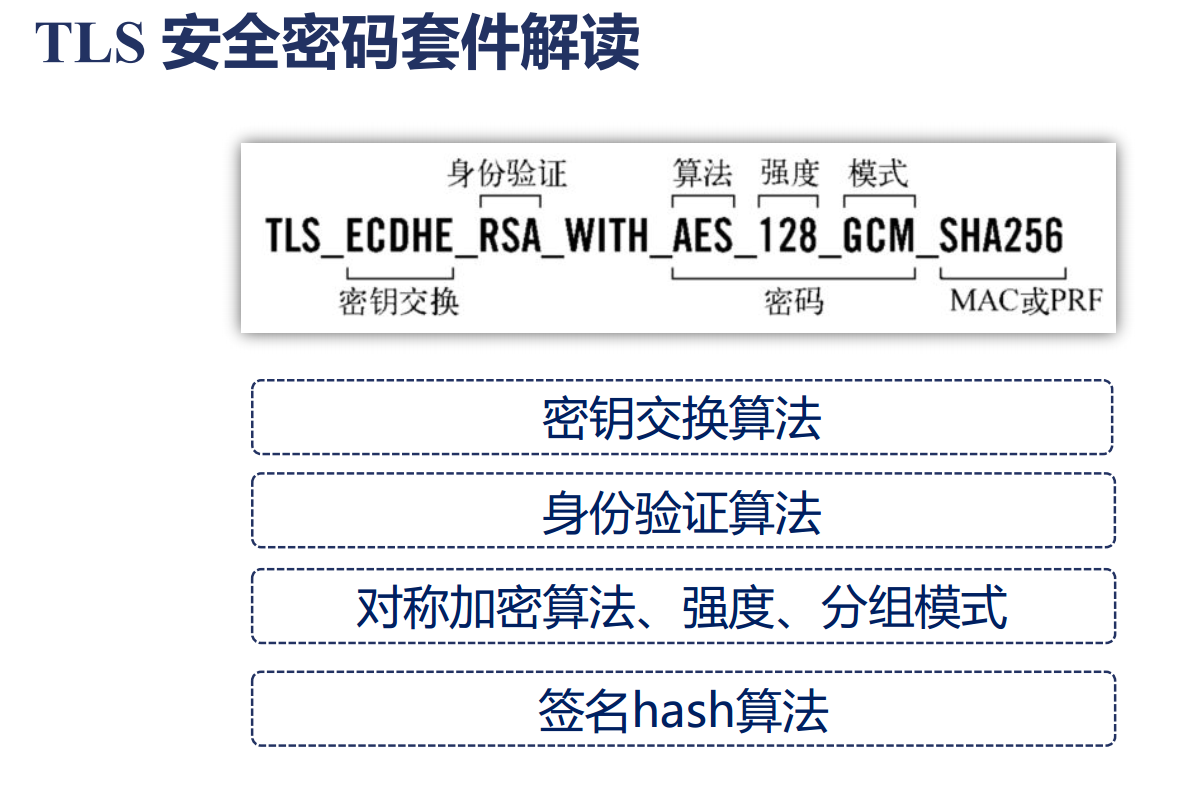 TLS 安全密码套件解读
身份验证 算法 强度 模式
TLS_ECDHE_RSA_WITH_AES_128_GCM_SHA256
密钥交换 密码 MAC或PRF
密钥交换算法
身份验证算法
对称加密算法、强度、分组模式
签名hash算法